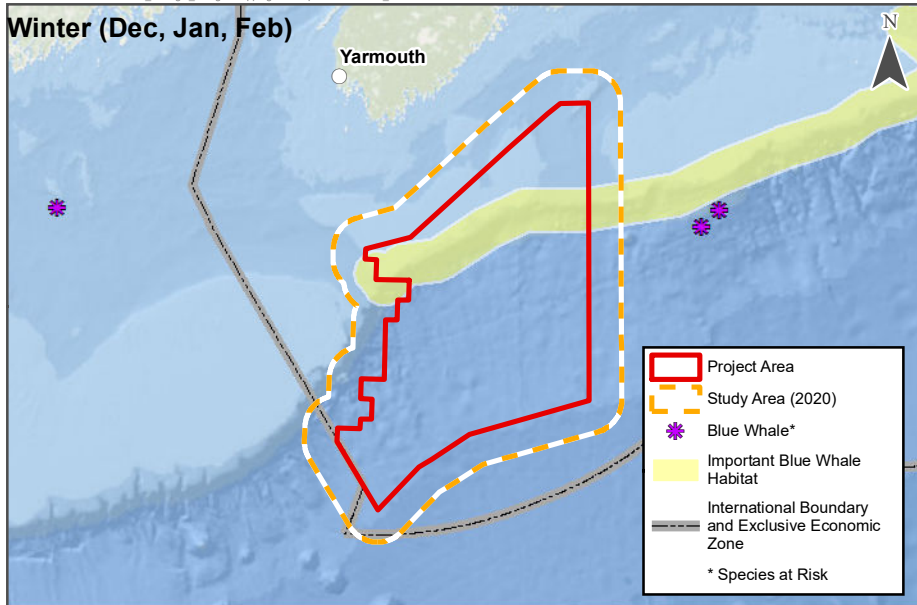 Winter (Dec, Jan, Feb)
N
Yarmouth
Project Area
Study Area (2020)
Blue Whale*
Important Blue Whale
Habitat
International Boundary
and Exclusive Economic
Zone
* Species at Risk